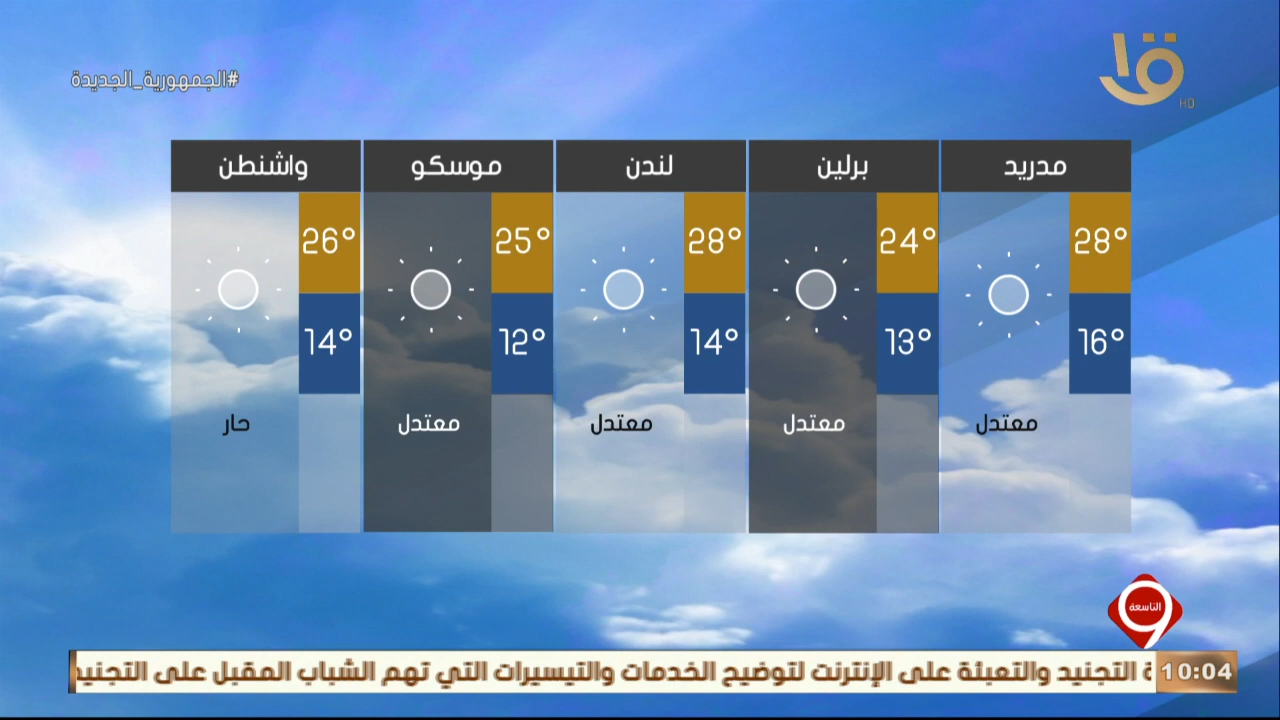 #الجمهورية_الجديدة
HD
مدريد
28°
16°
معتدل
برلين
24°
13°
معتدل
لندن
28°
14°
معتدل
موسكو
25°
12°
معتدل
واشنطن
26°
14°
حار
التاسعة
9
10:04
ة التجنيد والتعبئة على الإنترنت لتوضيح الخدمات والتيسيرات التي تهم الشباب المقبل على التجنيد